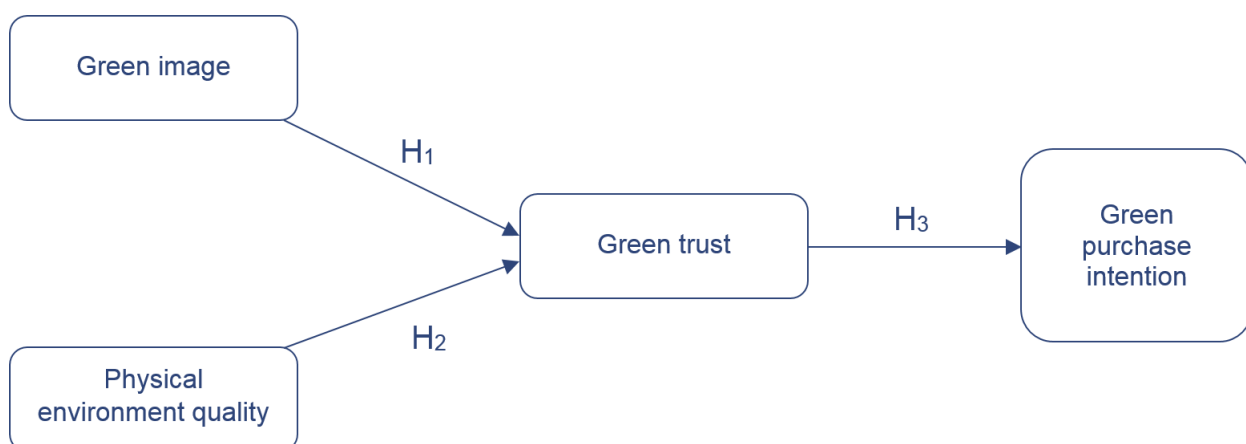 Green image
H₁
Green trust
H₃
Green
purchase
intention
H₂
Physical
environment quality